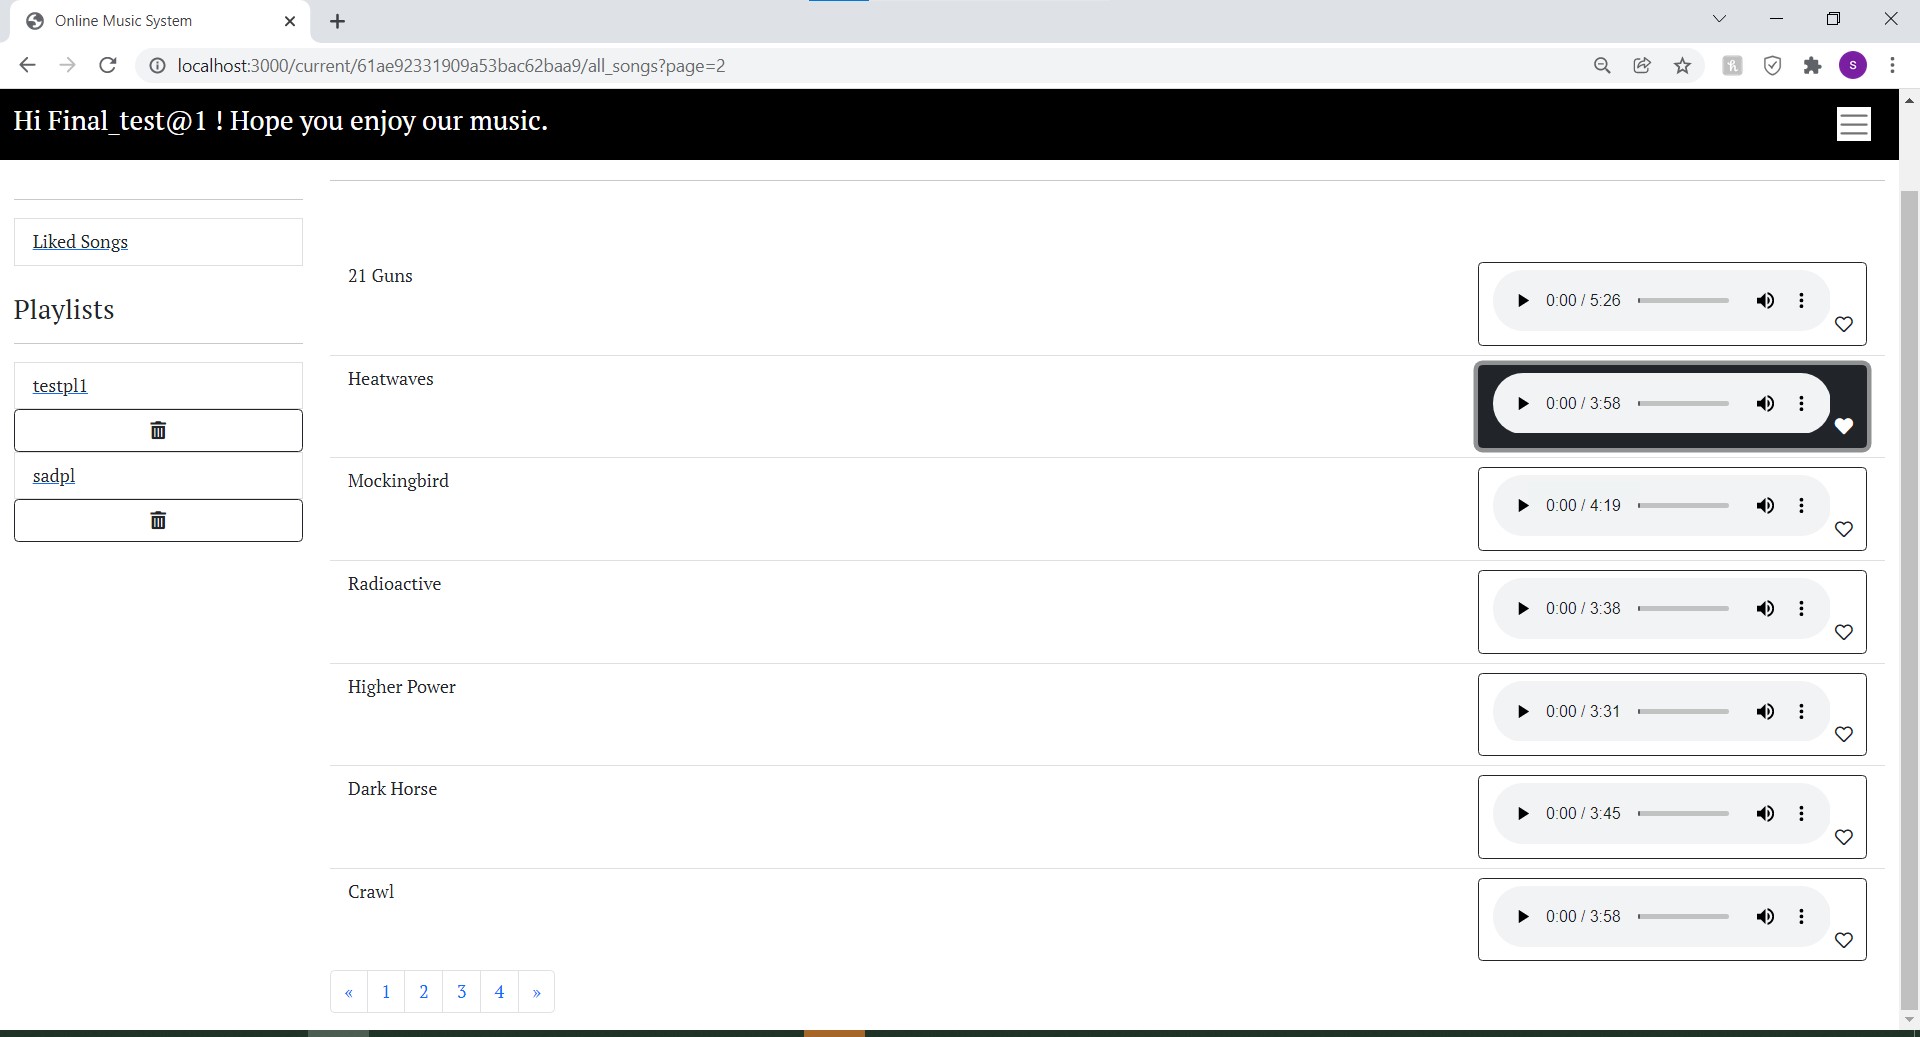 Online Music System
localhost:3000/current/61ae92331909a53bac62baa9/all_songs?page=2
s
Hi Final_test@1 ! Hope you enjoy our music.
Liked Songs
Playlists
testpl1
sadpl
21 Guns
0:00 / 5:26
Heatwaves
0:00 / 3:58
Mockingbird
0:00 / 4:19
Radioactive
0:00 / 3:38
Higher Power
0:00 / 3:31
Dark Horse
0:00 / 3:45
Crawl
0:00 / 3:58
« 1 2 3 4 »